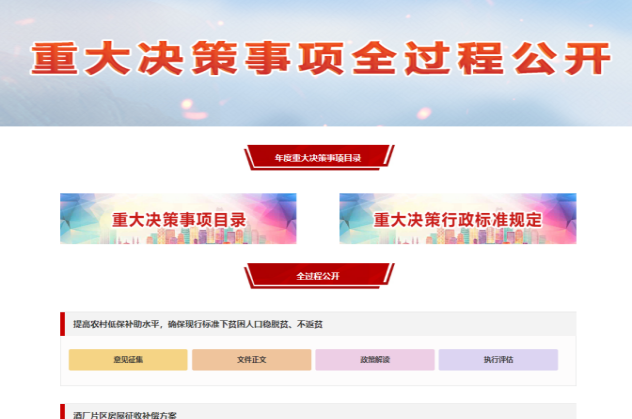 重大决策事项全过程公开
年度重大决策事项目录
重大决策事项目录
重大决策行政标准规定
全过程公开
提高农村低保补助水平，确保现行标准下贫困人口稳脱贫、不返贫
意见征集
文件正文
政策解读
执行评估
酒厂片区房屋征收补偿方案